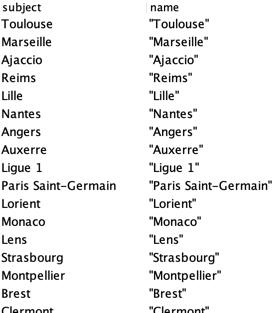 subject name
Toulouse "Toulouse"
Marseille "Marseille"
Ajaccio "Ajaccio"
Reims "Reims"
Lille "Lille"
Nantes "Nantes"
Angers "Angers"
Auxerre "Auxerre"
Ligue 1 "Ligue 1"
Paris Saint-Germain "Paris Saint-Germain"
Lorient "Lorient"
Monaco "Monaco"
Lens "Lens"
Strasbourg "Strasbourg"
Montpellier "Montpellier"
Brest "Brest"
Clermont "Clermont"